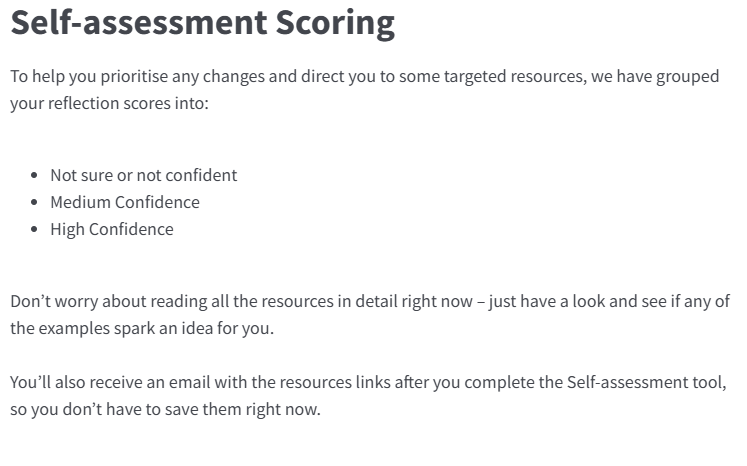 Self-assessment Scoring
To help you prioritise any changes and direct you to some targeted resources, we have grouped
your reflection scores into:
• Not sure or not confident
• Medium Confidence
• High Confidence
Don’t worry about reading all the resources in detail right now – just have a look and see if any of
the examples spark an idea for you.
You’ll also receive an email with the resources links after you complete the Self-assessment tool,
so you don’t have to save them right now.